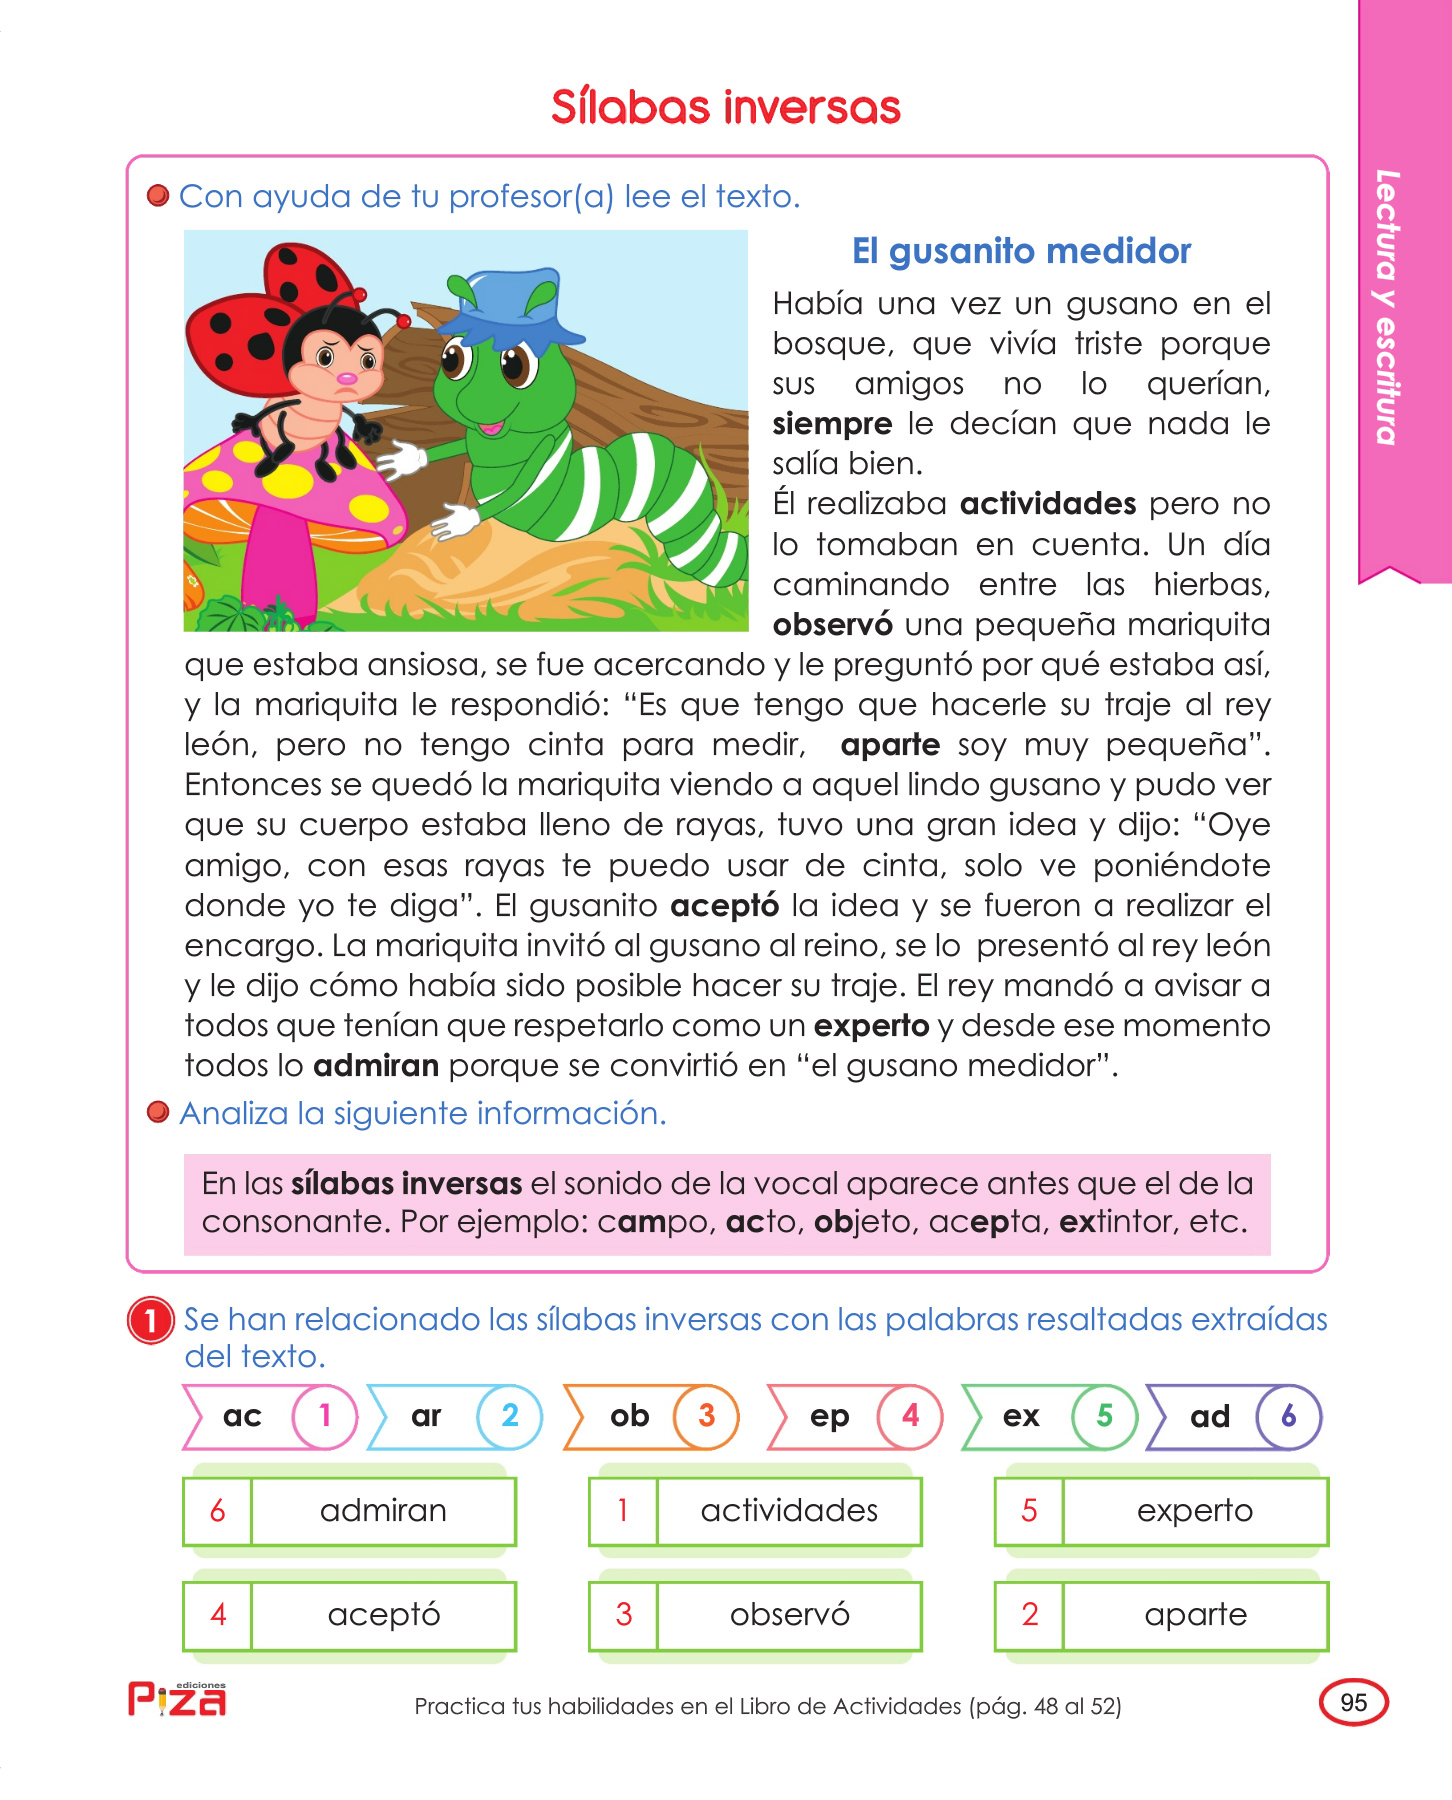 Sílabas inversas
Lectura y escritura
Con ayuda de tu profesor(a) lee el texto.
El gusanito medidor
Había una vez un gusano en el
bosque, que vivía triste porque
sus amigos no lo querían,
siempre le decían que nada le
salía bien.
Él realizaba actividades pero no
lo tomaban en cuenta. Un día
caminando entre las hierbas,
observó una pequeña mariquita
que estaba ansiosa, se fue acercando y le preguntó por qué estaba así,
y la mariquita le respondió: “Es que tengo que hacerle su traje al rey
león, pero no tengo cinta para medir, aparte soy muy pequeña”.
Entonces se quedó la mariquita viendo a aquel lindo gusano y pudo ver
que su cuerpo estaba lleno de rayas, tuvo una gran idea y dijo: “Oye
amigo, con esas rayas te puedo usar de cinta, solo ve poniéndote
donde yo te diga”. El gusanito aceptó la idea y se fueron a realizar el
encargo. La mariquita invitó al gusano al reino, se lo presentó al rey león
y le dijo cómo había sido posible hacer su traje. El rey mandó a avisar a
todos que tenían que respetarlo como un experto y desde ese momento
todos lo admiran porque se convirtió en “el gusano medidor”.
Analiza la siguiente información.
En las sílabas inversas el sonido de la vocal aparece antes que el de la
consonante. Por ejemplo: campo, acto, objeto, acepta, extintor, etc.
1 Se han relacionado las sílabas inversas con las palabras resaltadas extraídas
del texto.
ac 1 ar 2 ob 3 ep 4 ex 5 ad 6
6 admiran 1 actividades 5 experto
4 aceptó 3 observó 2 aparte
ediciones
Piza
Practica tus habilidades en el Libro de Actividades (pág. 48 al 52)
95